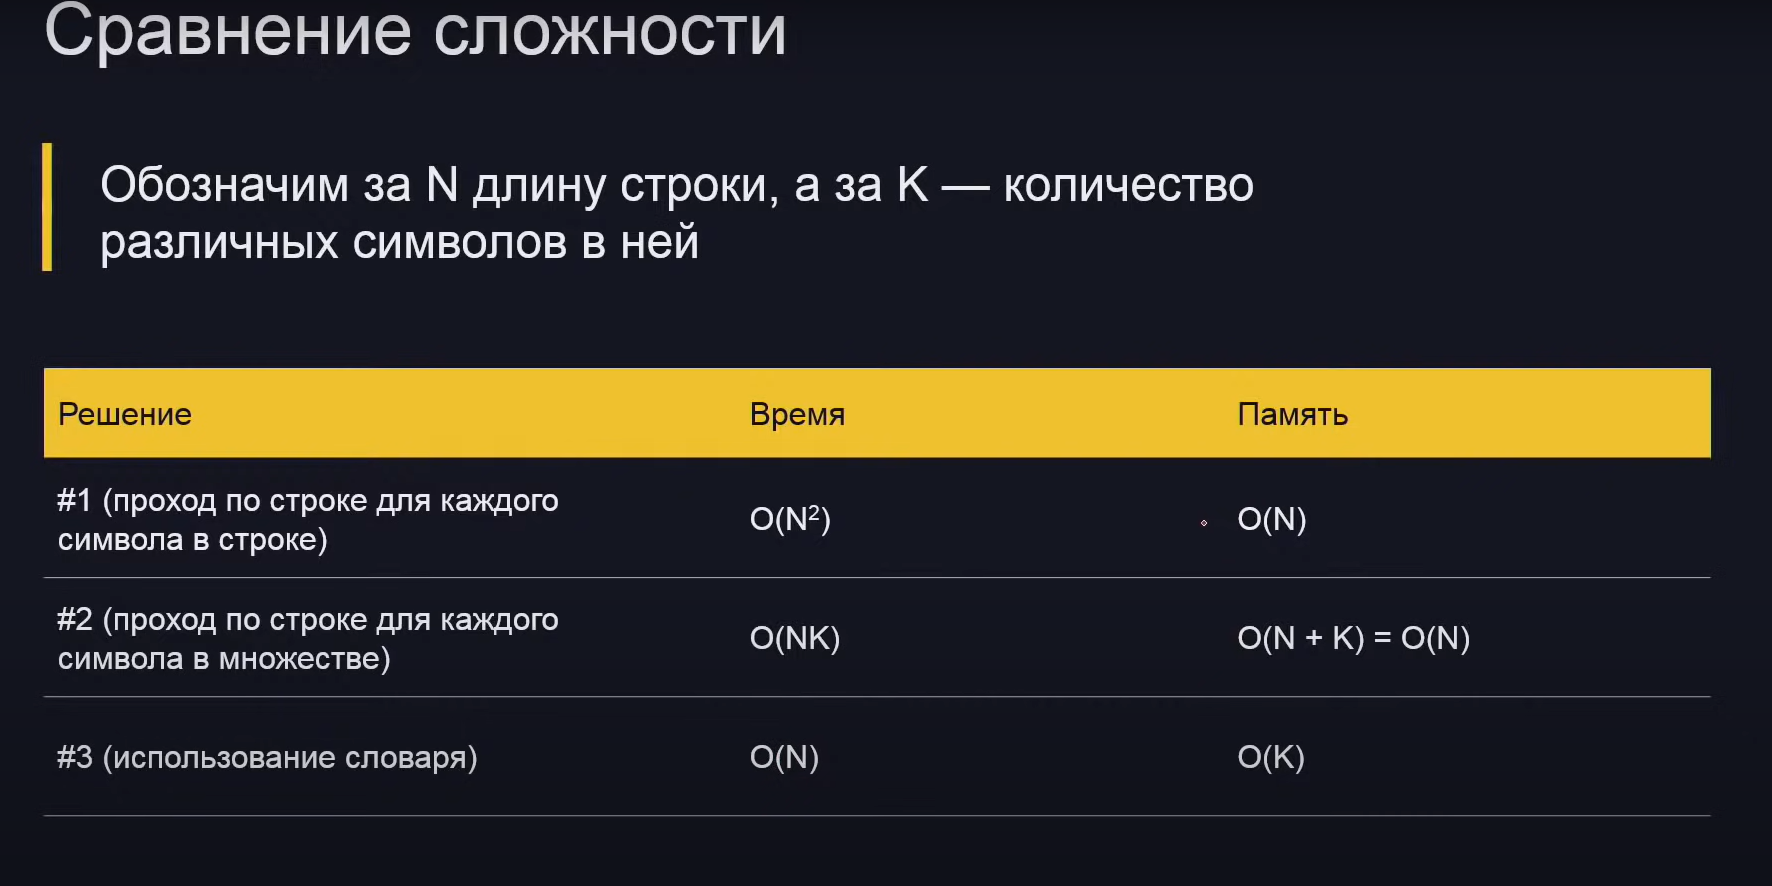 Сравнение сложности
Обозначим за N длину строки, а за K — количество
различных символов в ней
Решение Время Память
#1 (проход по строке для каждого
символа в строке) O(N²) O(N)
#2 (проход по строке для каждого
символа в множестве) O(NK) O(N + K) = O(N)
#3 (использование словаря) O(N) O(K)